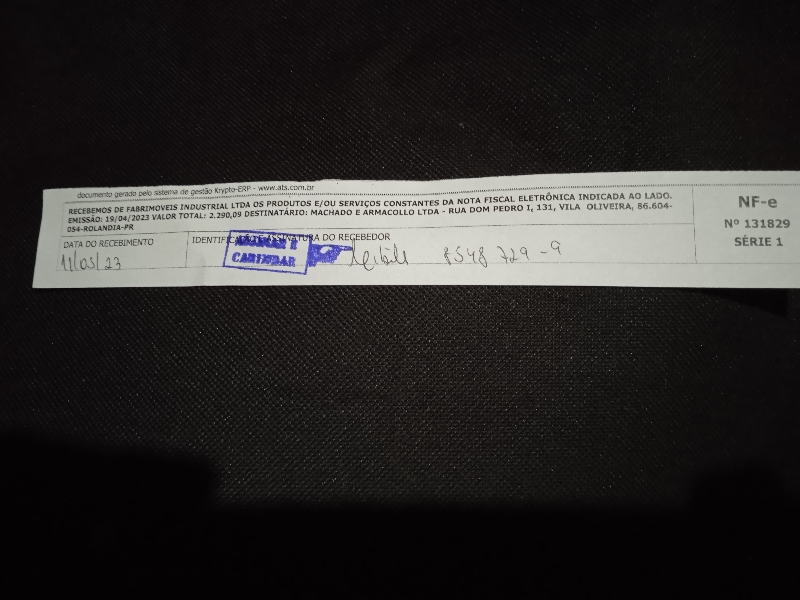 documento gerado pelo sistema de gestão Krypto-ERP - www.ats.com.br
RECEBEMOS DE FABRIMOVEIS INDUSTRIAL LTDA OS PRODUTOS E/OU SERVIÇOS CONSTANTES DA NOTA FISCAL ELETRÔNICA INDICADA AO LADO.
EMISSÃO: 19/04/2023 VALOR TOTAL: 2.290,09 DESTINATÁRIO: MACHADO E ARMACOLLO LTDA - RUA DOM PEDRO I, 131, VILA OLIVEIRA, 86.604-
054-ROLANDIA-PR
DATA DO RECEBIMENTO
11/05/23
IDENTIFICAÇÃO E ASSINATURA DO RECEBEDOR
CARIMBAR
8548 729-9
NF-e
Nº 131829
SÉRIE 1